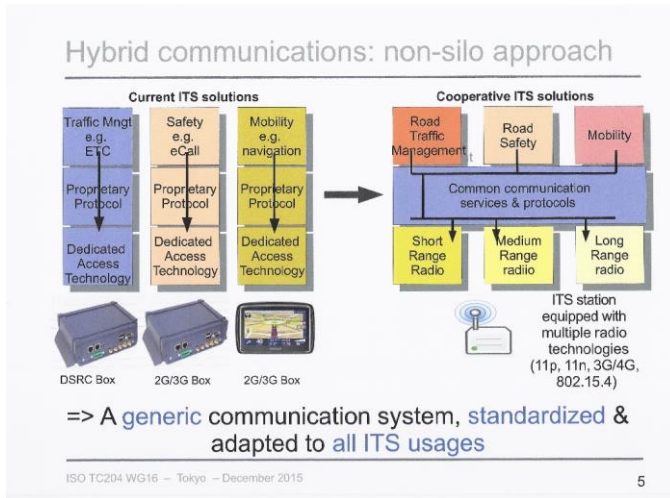 Hybrid communications: non-silo approach
Current ITS solutions
Traffic Mngt
e.g.
ETC
Safety
e.g.
eCall
Mobility
e.g.
navigation
Proprietary
Protocol
Proprietary
Protocol
Proprietary
Protocol
Dedicated
Access
Technology
Dedicated
Access
Technology
Dedicated
Access
Technology
DSRC Box
2G/3G Box
2G/3G Box
Cooperative ITS solutions
Road
Traffic
Management
t
Road
Safety
Mobility
Common communication
services & protocols
Short
Range
Radio
Medium
Range
radiio
Long
Range
radio
ITS station
equipped with
multiple radio
technologies
(11p, 11n, 3G/4G,
802.15.4)
=> A generic communication system, standardized &
adapted to all ITS usages
ISO TC204 WG16 – Tokyo – December 2015
5